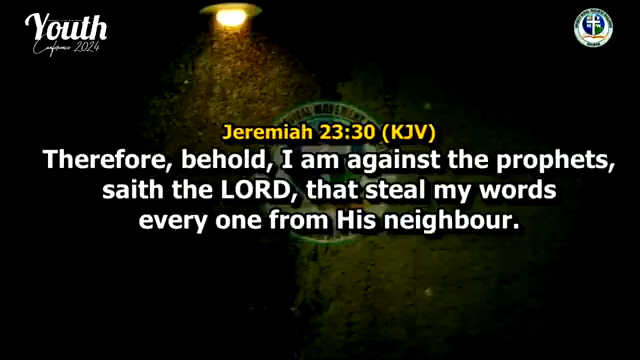 Youth
Conference 2024
Jeremiah 23:30 (KJV)
Therefore, behold, I am against the prophets,
saith the LORD, that steal my words
every one from His neighbour.